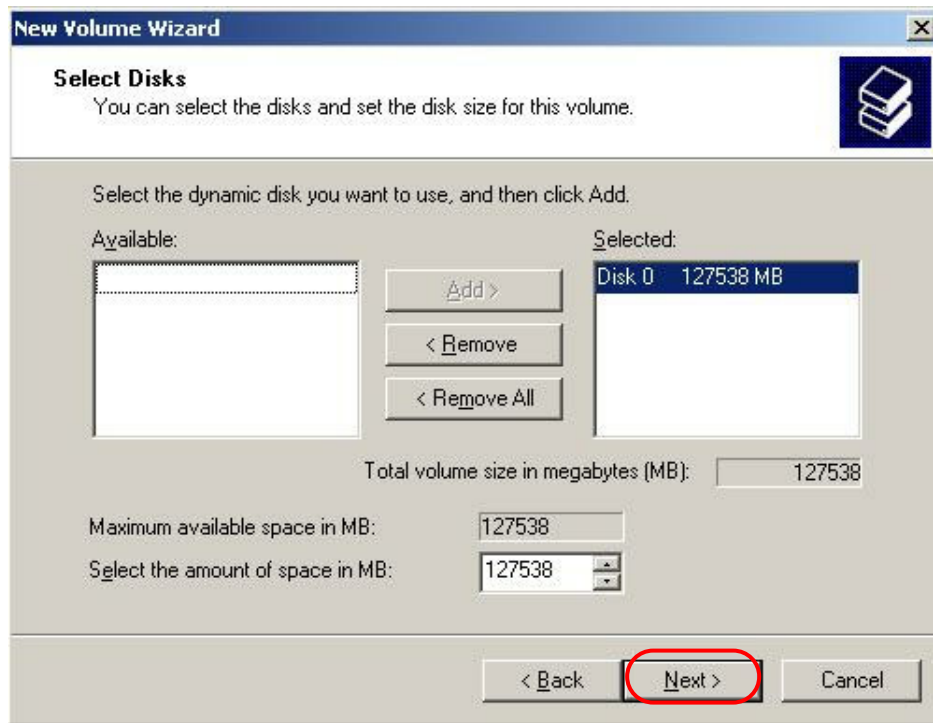 New Volume Wizard
Select Disks
You can select the disks and set the disk size for this volume.
Select the dynamic disk you want to use, and then click Add.
Available:
Selected:
Disk 0 127538 MB
Add >
< Remove
< Remove All
Total volume size in megabytes (MB): 127538
Maximum available space in MB: 127538
Select the amount of space in MB: 127538
< Back Next > Cancel